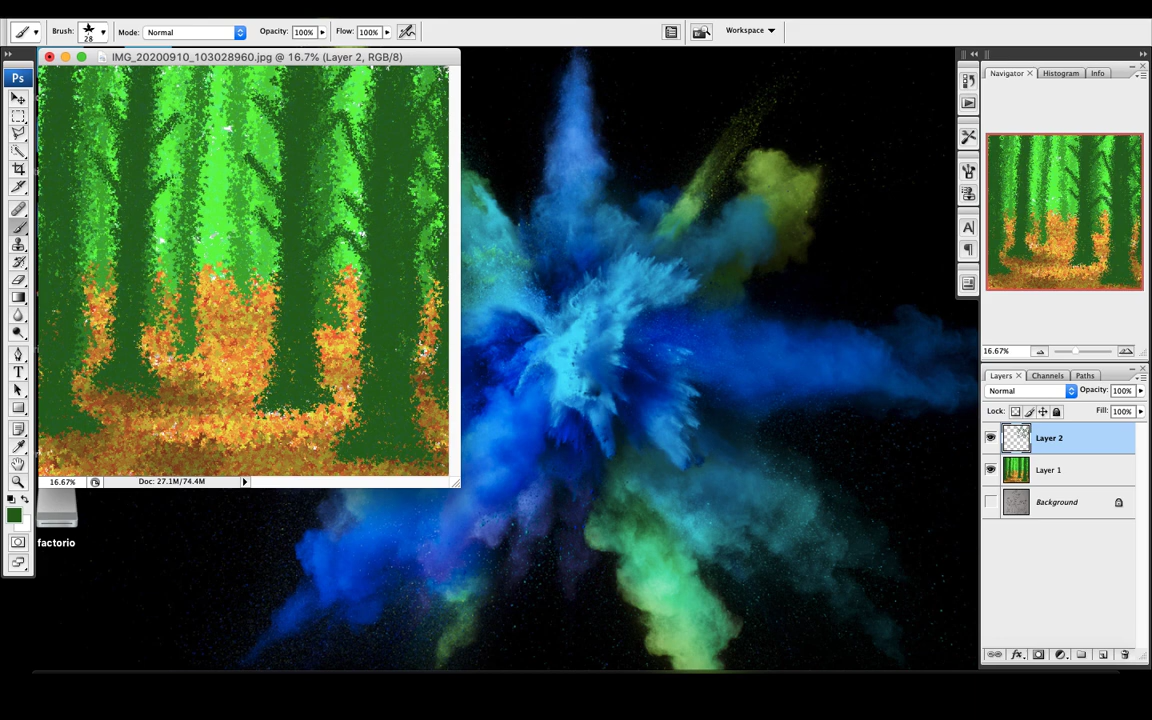 Brush:
28
Mode: Normal
Opacity: 100%
Flow: 100%
Workspace
IMG_20200910_103028960.jpg @ 16.7% (Layer 2, RGB/8)
Ps
T
16.67%
Doc: 27.1M/74.4M
factorio
A
Navigator
Histogram
Info
16.67%
Layers
Channels
Paths
Normal
Opacity: 100%
Lock:
Fill: 100%
Layer 2
Layer 1
Background
fx